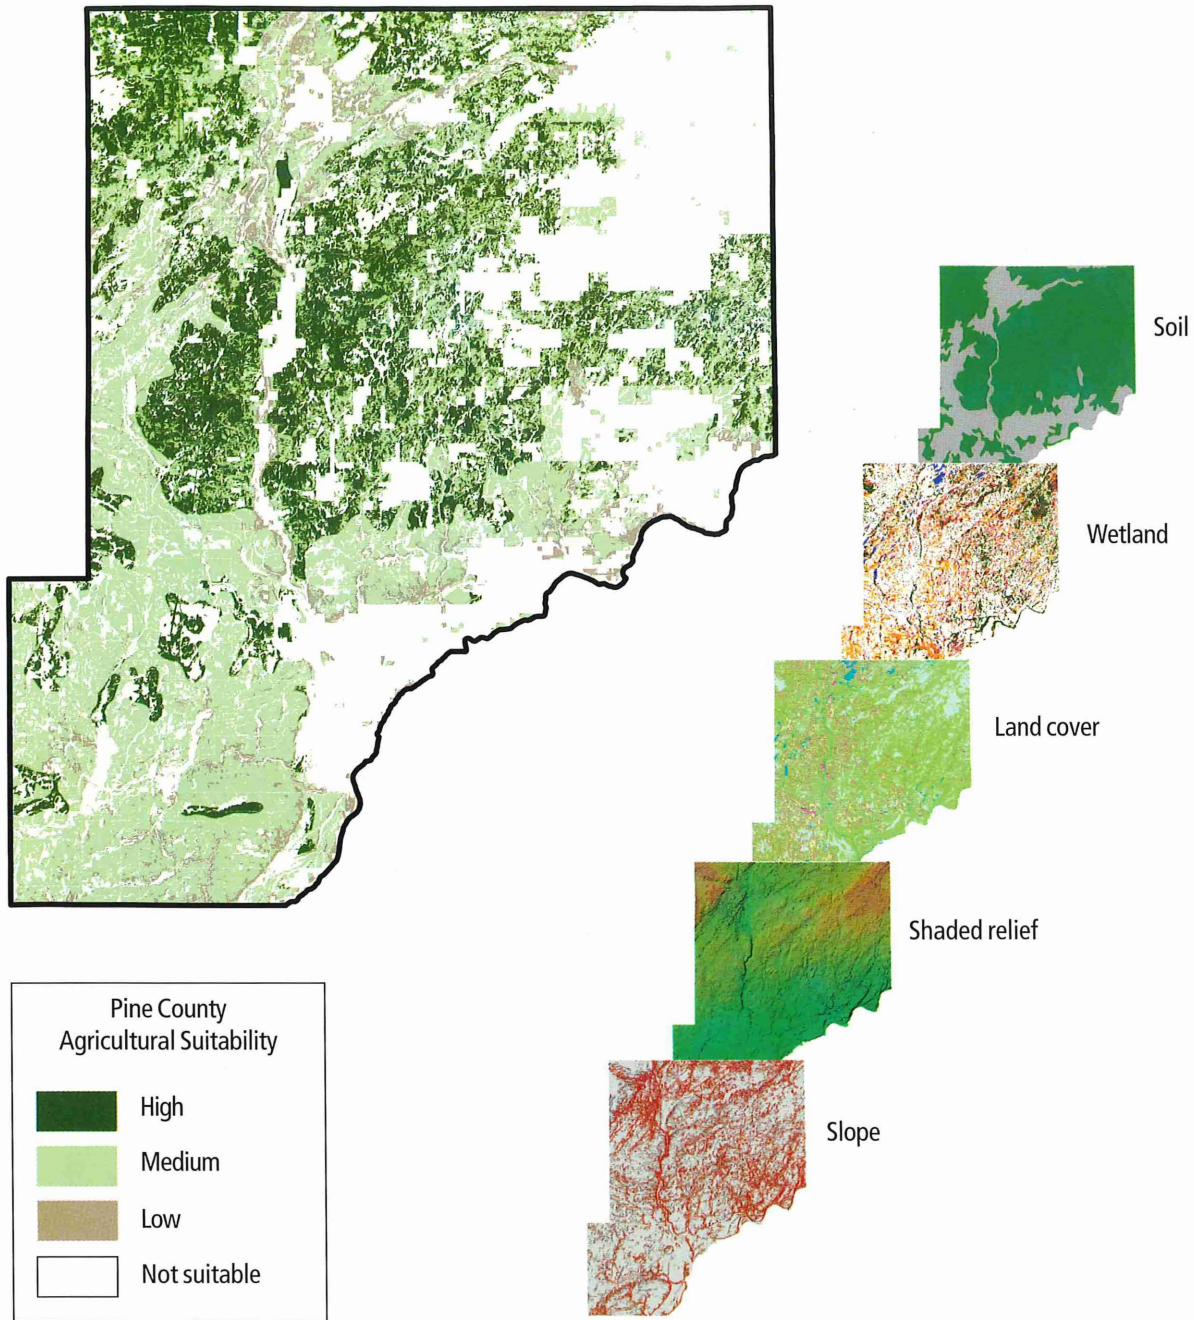 Soil
Wetland
Land cover
Shaded relief
Slope
Pine County
Agricultural Suitability
High
Medium
Low
Not suitable